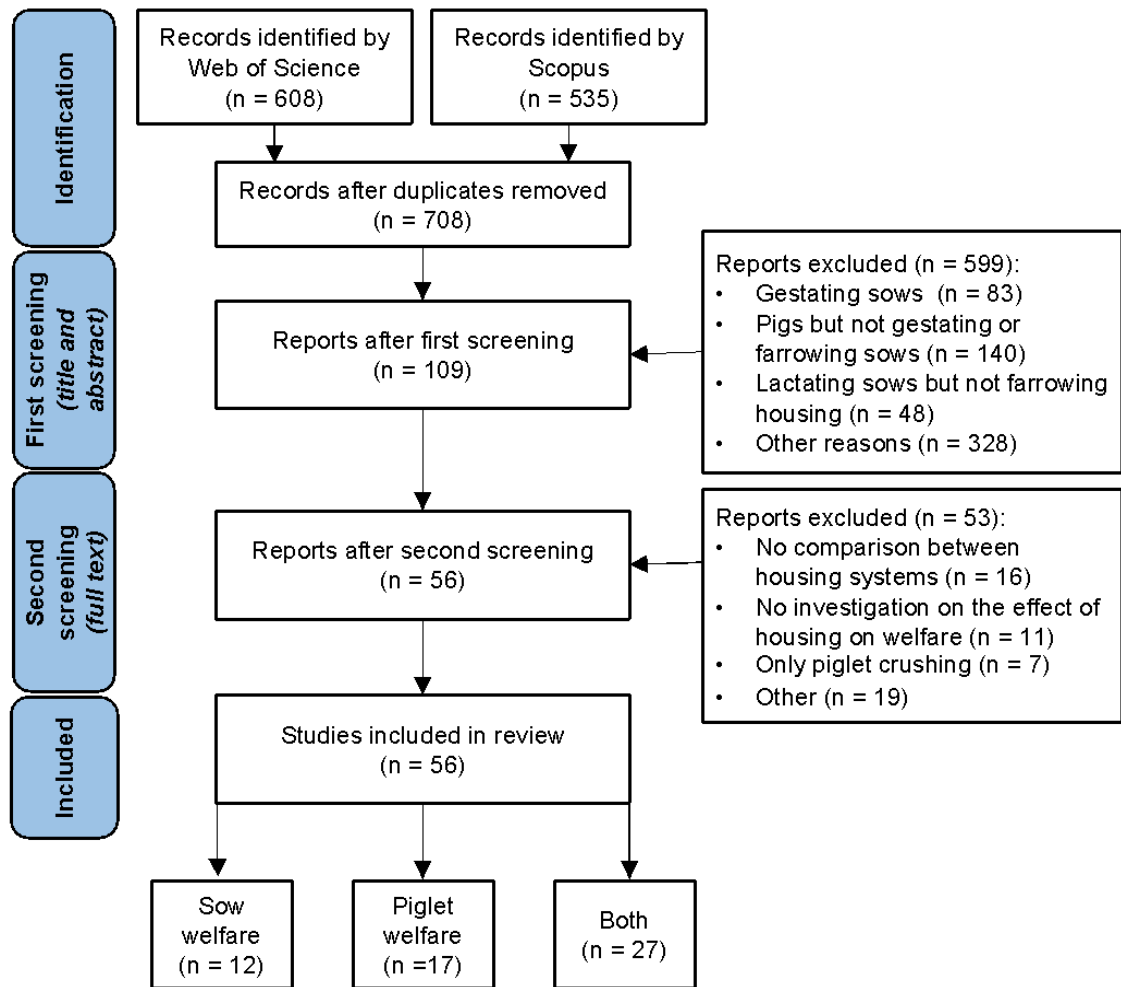 Identification
Records identified by
Web of Science
(n = 608)
Records identified by
Scopus
(n = 535)
Records after duplicates removed
(n = 708)
First screening
(title and
abstract)
Reports after first screening
(n = 109)
Reports excluded (n = 599):
• Gestating sows (n = 83)
• Pigs but not gestating or
farrowing sows (n = 140)
• Lactating sows but not farrowing
housing (n = 48)
• Other reasons (n = 328)
Second
screening
(full text)
Reports after second screening
(n = 56)
Reports excluded (n = 53):
• No comparison between
housing systems (n = 16)
• No investigation on the effect of
housing on welfare (n = 11)
• Only piglet crushing (n = 7)
• Other (n = 19)
Included
Studies included in review
(n = 56)
Sow
welfare
(n = 12)
Piglet
welfare
(n =17)
Both
(n = 27)